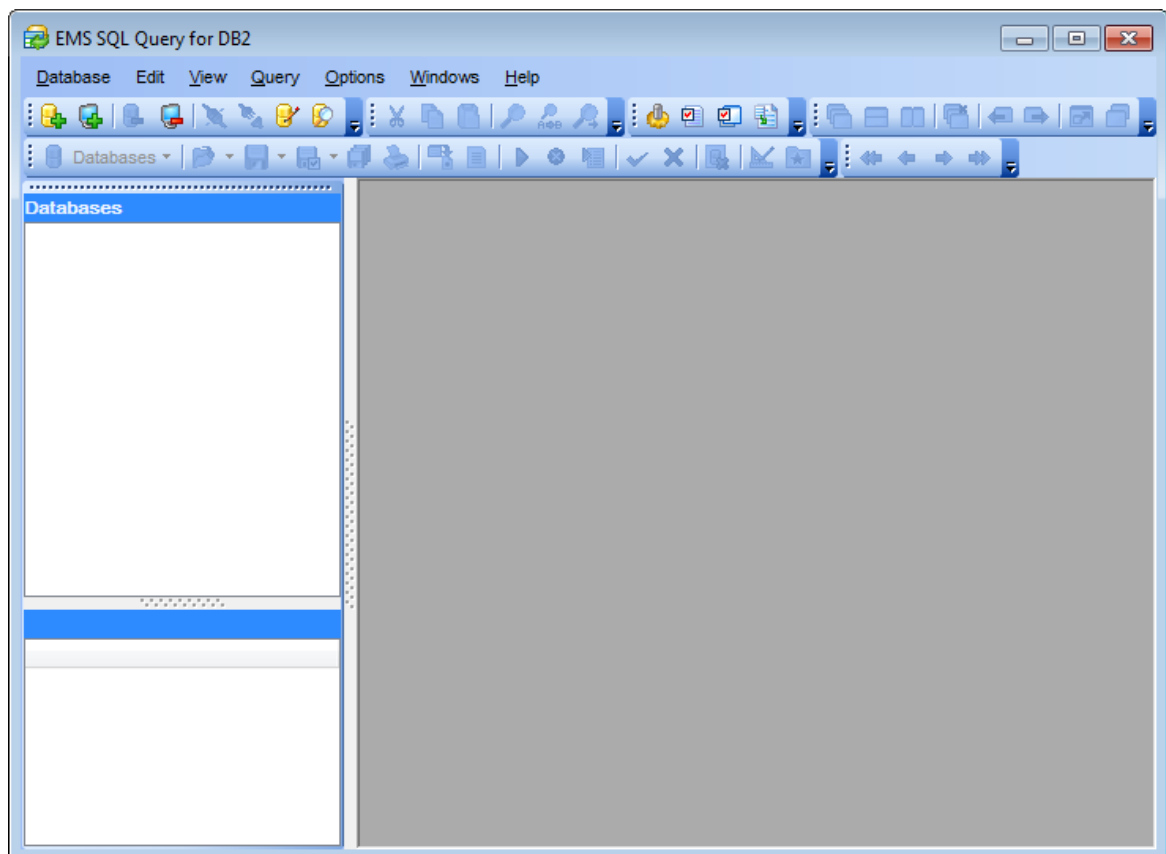 EMS SQL Query for DB2
Database Edit View Query Options Windows Help
Databases
Databases